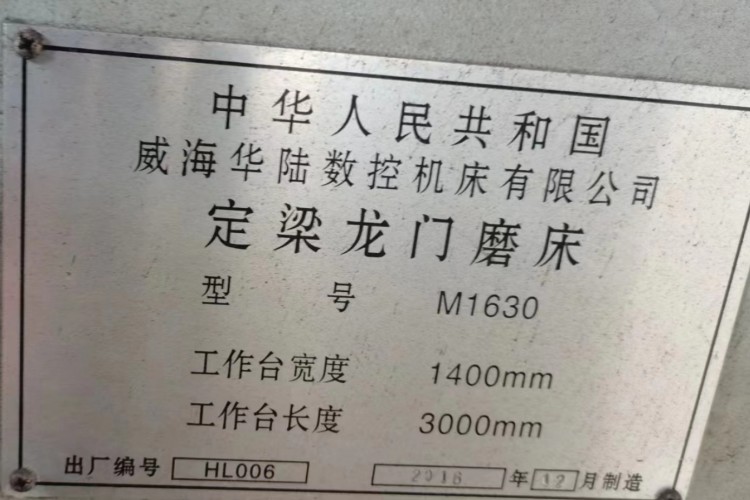 中华人民共和国
威海华陆数控机床有限公司
定梁龙门磨床
型 号 M1630
工作台宽度 1400mm
工作台长度 3000mm
出厂编号 HL006 2016 年 12 月制造